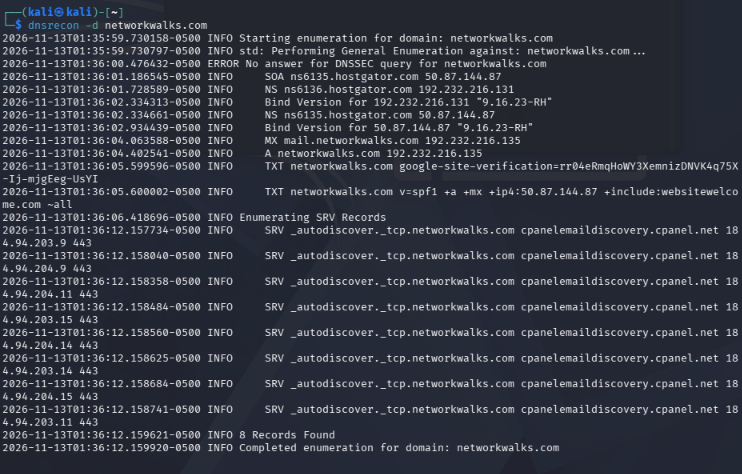 ┌──(kali㉿kali)-[~]
└─$ dnsrecon -d networkwalks.com
2026-11-13T01:35:59.730158-0500 INFO Starting enumeration for domain: networkwalks.com
2026-11-13T01:35:59.730797-0500 INFO std: Performing General Enumeration against: networkwalks.com...
2026-11-13T01:36:00.476432-0500 ERROR No answer for DNSSEC query for networkwalks.com
2026-11-13T01:36:01.186545-0500 INFO      SOA ns6135.hostgator.com 50.87.144.87
2026-11-13T01:36:01.728589-0500 INFO      NS ns6136.hostgator.com 192.232.216.131
2026-11-13T01:36:02.334313-0500 INFO      Bind Version for 192.232.216.131 "9.16.23-RH"
2026-11-13T01:36:02.334661-0500 INFO      NS ns6135.hostgator.com 50.87.144.87
2026-11-13T01:36:02.934439-0500 INFO      Bind Version for 50.87.144.87 "9.16.23-RH"
2026-11-13T01:36:04.063588-0500 INFO      MX mail.networkwalks.com 192.232.216.135
2026-11-13T01:36:04.402541-0500 INFO      A networkwalks.com 192.232.216.135
2026-11-13T01:36:05.599596-0500 INFO      TXT networkwalks.com google-site-verification=rr04eRmqHoWY3XemnizDNVK4q75X
-Ij-mjgEeg-UsYI
2026-11-13T01:36:05.600002-0500 INFO      TXT networkwalks.com v=spf1 +a +mx +ip4:50.87.144.87 +include:websitewelco
me.com ~all
2026-11-13T01:36:06.418696-0500 INFO Enumerating SRV Records
2026-11-13T01:36:12.157734-0500 INFO      SRV _autodiscover._tcp.networkwalks.com cpanelemaildiscovery.cpanel.net 18
4.94.203.9 443
2026-11-13T01:36:12.158040-0500 INFO      SRV _autodiscover._tcp.networkwalks.com cpanelemaildiscovery.cpanel.net 18
4.94.204.9 443
2026-11-13T01:36:12.158358-0500 INFO      SRV _autodiscover._tcp.networkwalks.com cpanelemaildiscovery.cpanel.net 18
4.94.204.11 443
2026-11-13T01:36:12.158484-0500 INFO      SRV _autodiscover._tcp.networkwalks.com cpanelemaildiscovery.cpanel.net 18
4.94.203.15 443
2026-11-13T01:36:12.158560-0500 INFO      SRV _autodiscover._tcp.networkwalks.com cpanelemaildiscovery.cpanel.net 18
4.94.204.14 443
2026-11-13T01:36:12.158625-0500 INFO      SRV _autodiscover._tcp.networkwalks.com cpanelemaildiscovery.cpanel.net 18
4.94.203.14 443
2026-11-13T01:36:12.158684-0500 INFO      SRV _autodiscover._tcp.networkwalks.com cpanelemaildiscovery.cpanel.net 18
4.94.204.15 443
2026-11-13T01:36:12.158741-0500 INFO      SRV _autodiscover._tcp.networkwalks.com cpanelemaildiscovery.cpanel.net 18
4.94.203.11 443
2026-11-13T01:36:12.159621-0500 INFO 8 Records Found
2026-11-13T01:36:12.159920-0500 INFO Completed enumeration for domain: networkwalks.com